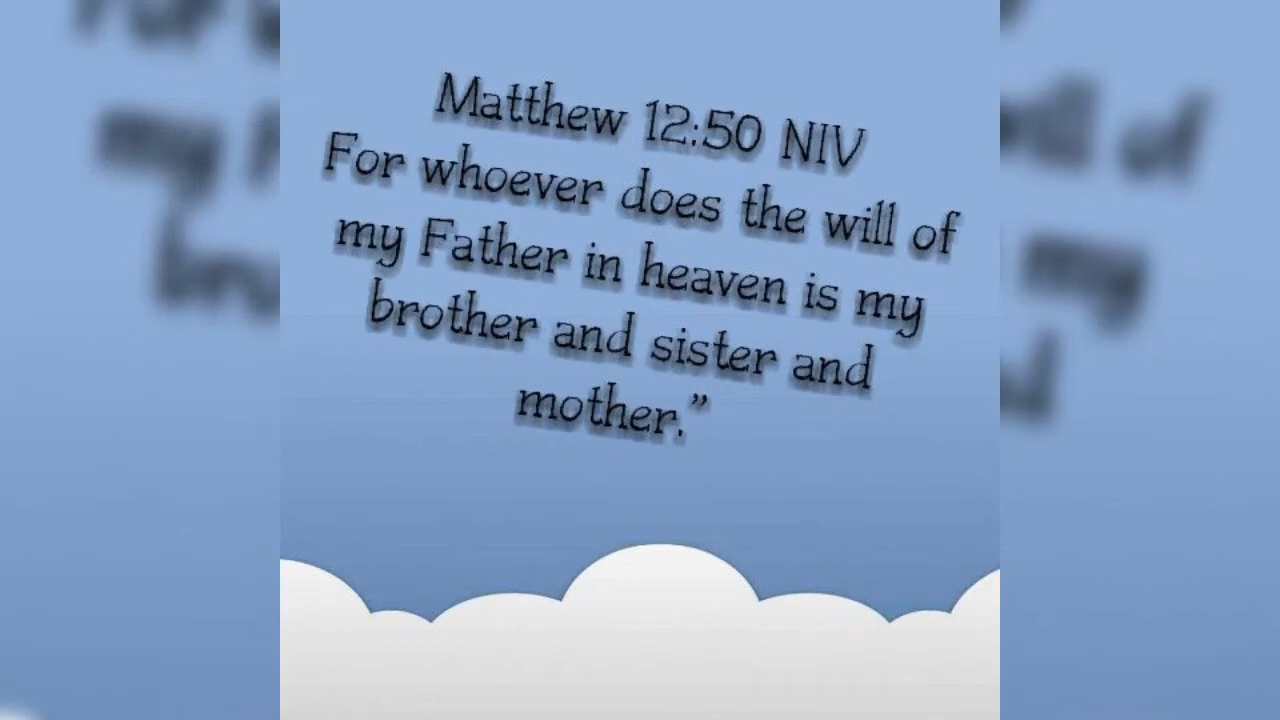 Matthew 12:50 NIV
For whoever does the will of
my Father in heaven is my
brother and sister and
mother.”